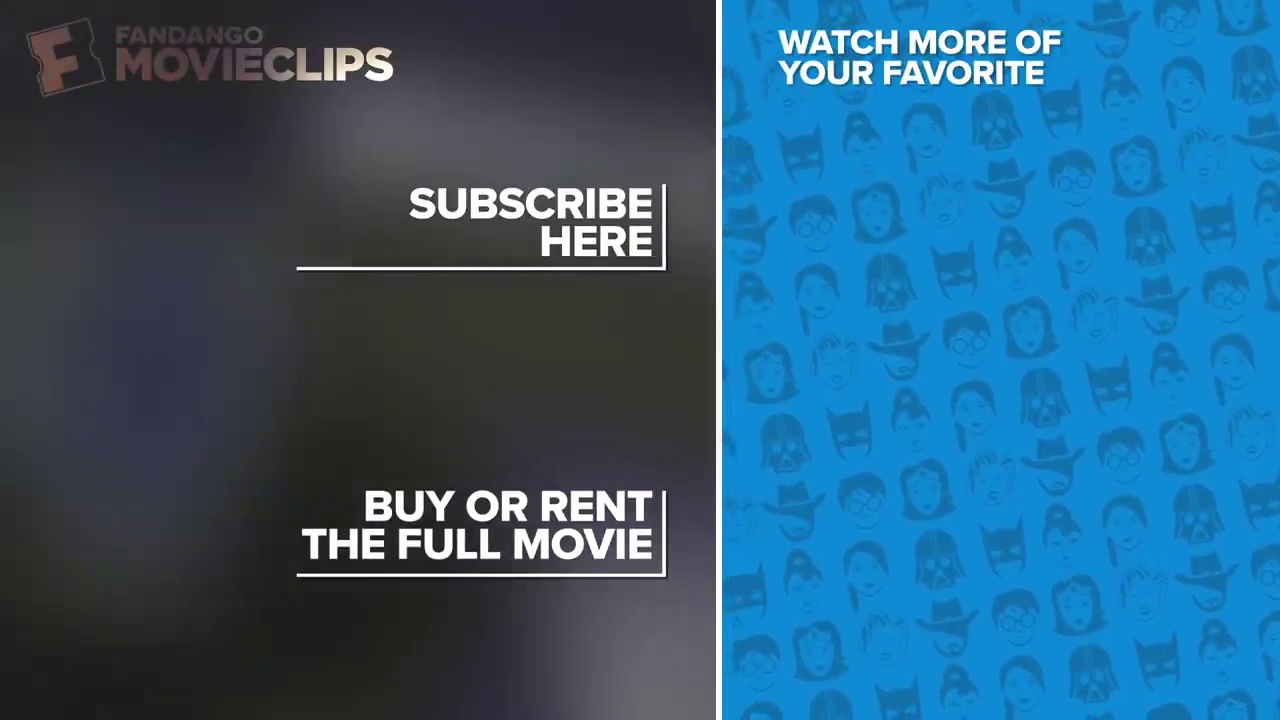 FANDANGO
MOVIECLIPS
SUBSCRIBE
HERE
BUY OR RENT
THE FULL MOVIE
WATCH MORE OF
YOUR FAVORITE